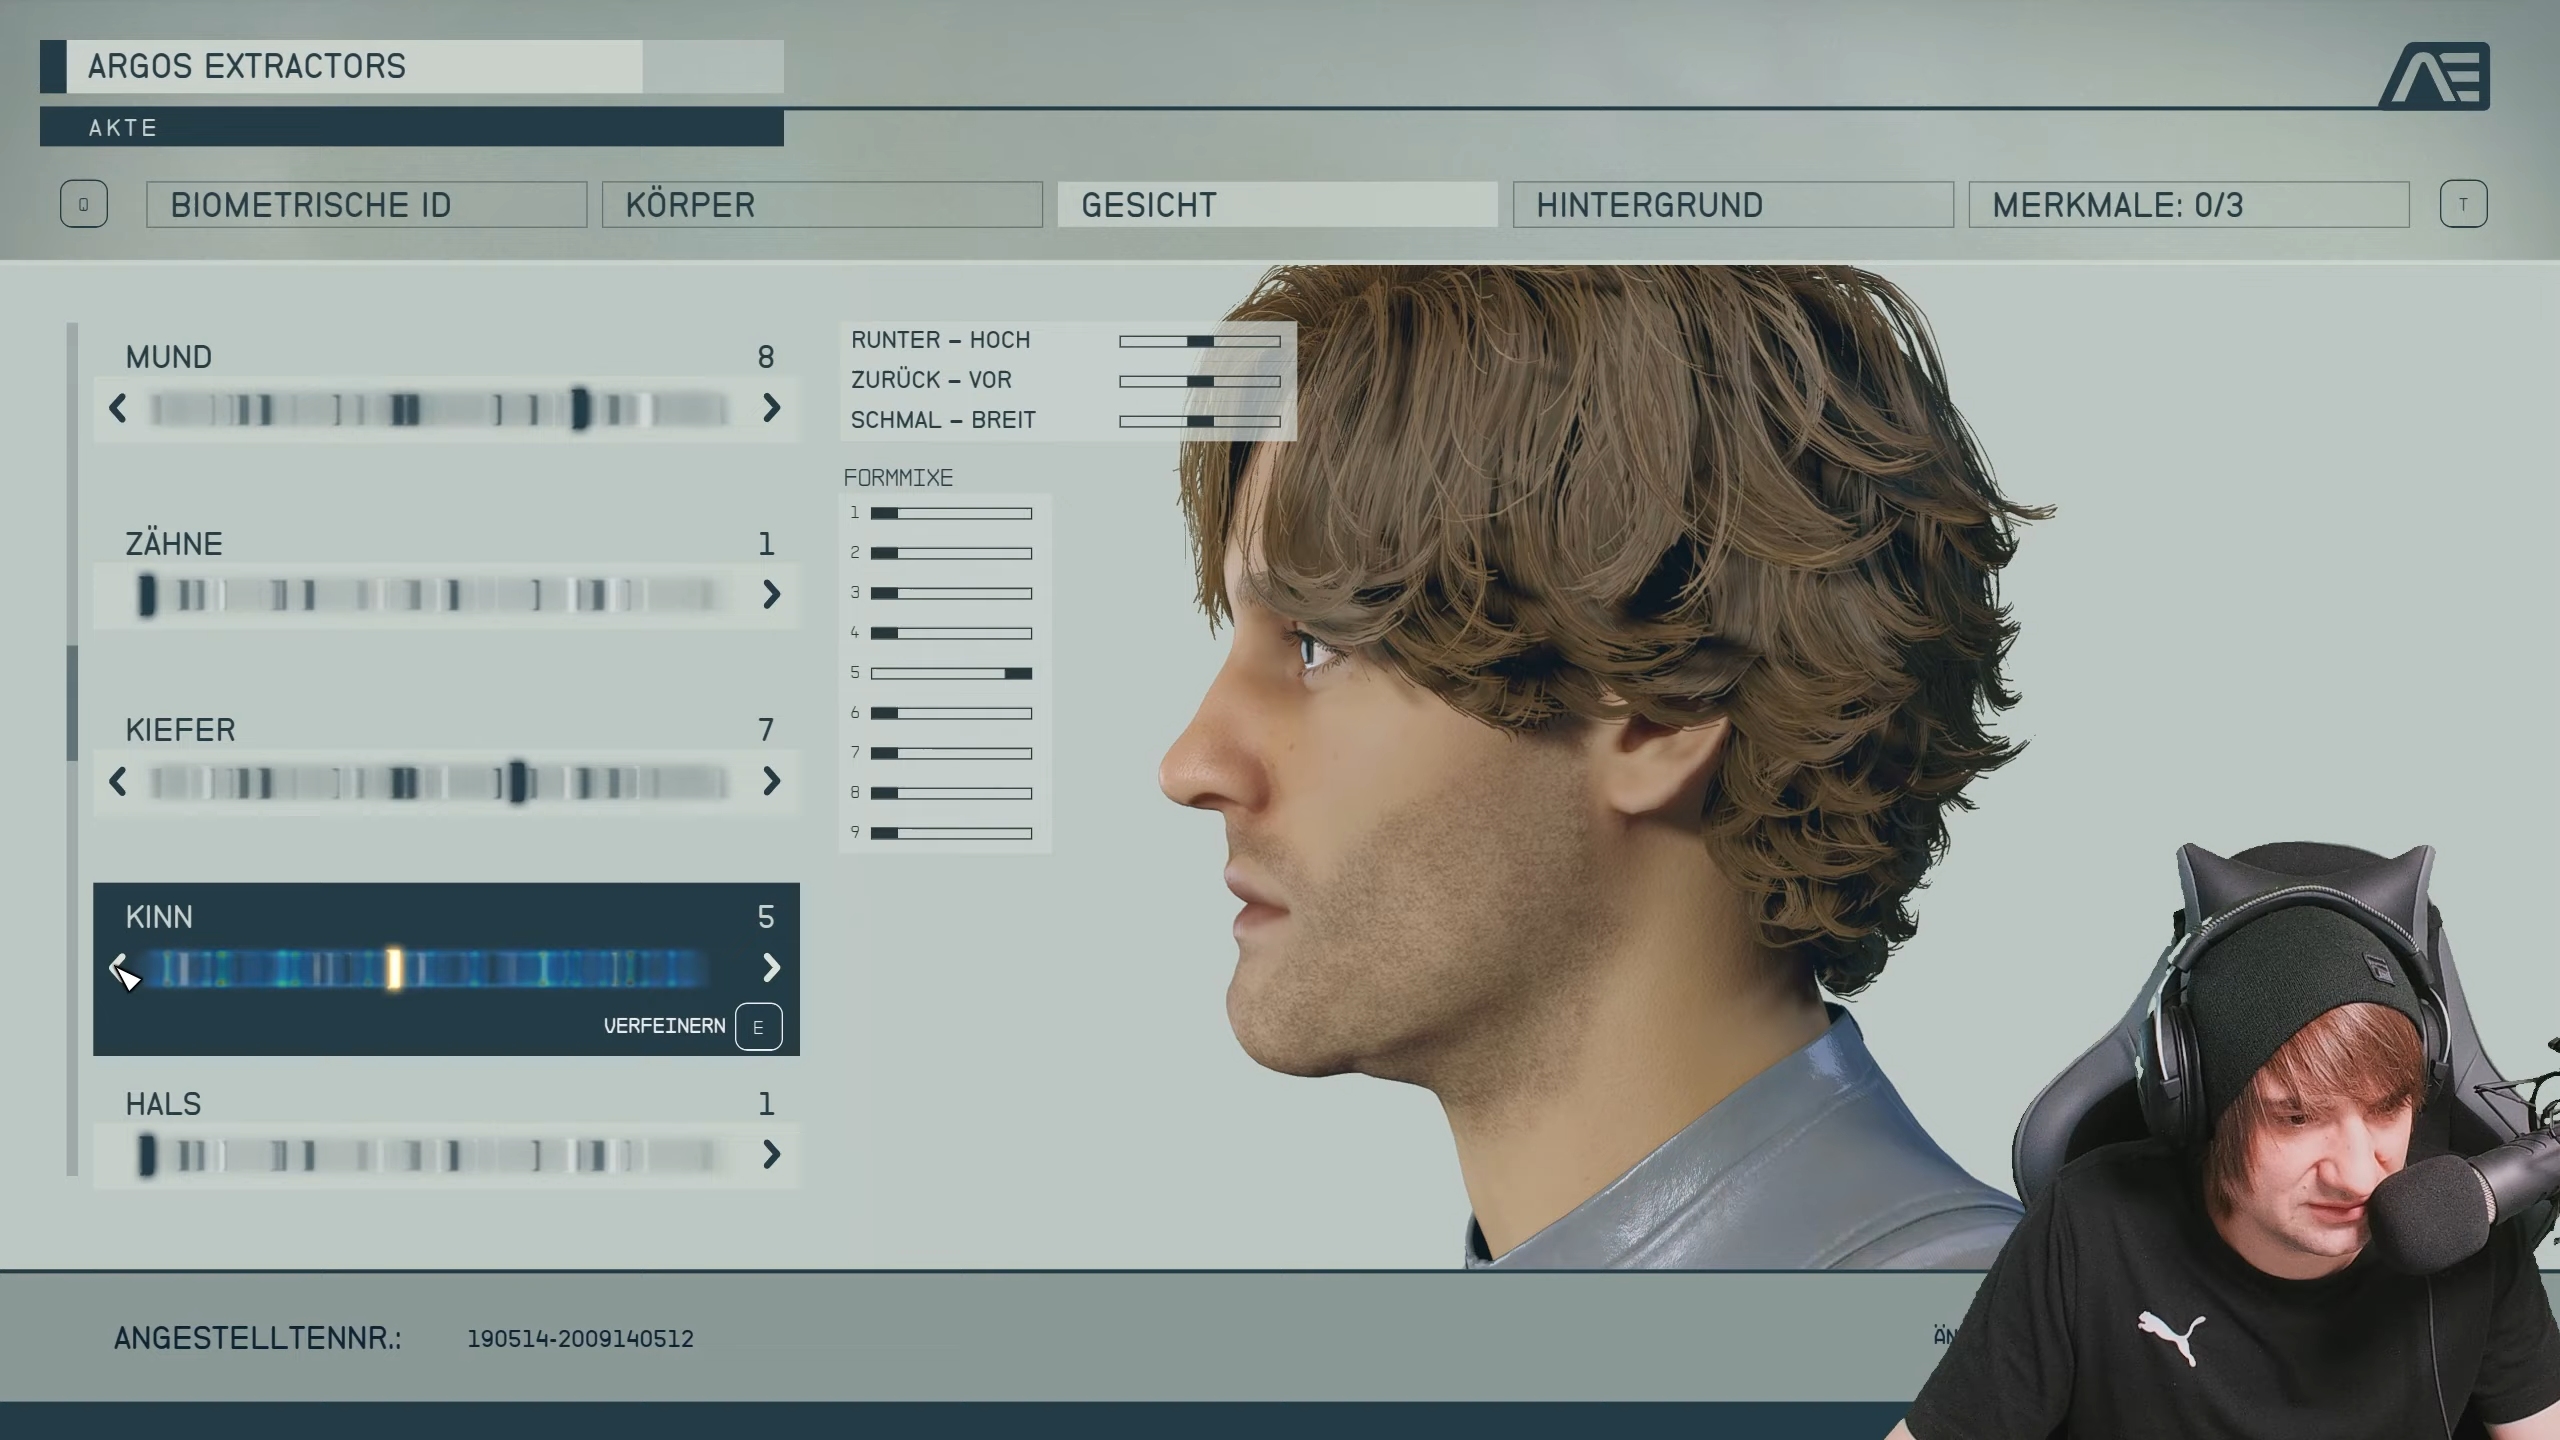 ARGOS EXTRACTORS
AKTE
Q
BIOMETRISCHE ID
KÖRPER
GESICHT
HINTERGRUND
MERKMALE: 0/3
T
MUND 8
ZÄHNE 1
KIEFER 7
KINN 5
VERFEINERN E
HALS 1
RUNTER – HOCH
ZURÜCK – VOR
SCHMAL – BREIT
FORMMIXE
1
2
3
4
5
6
7
8
9
ANGESTELLTENNR.: 190514-2009140512